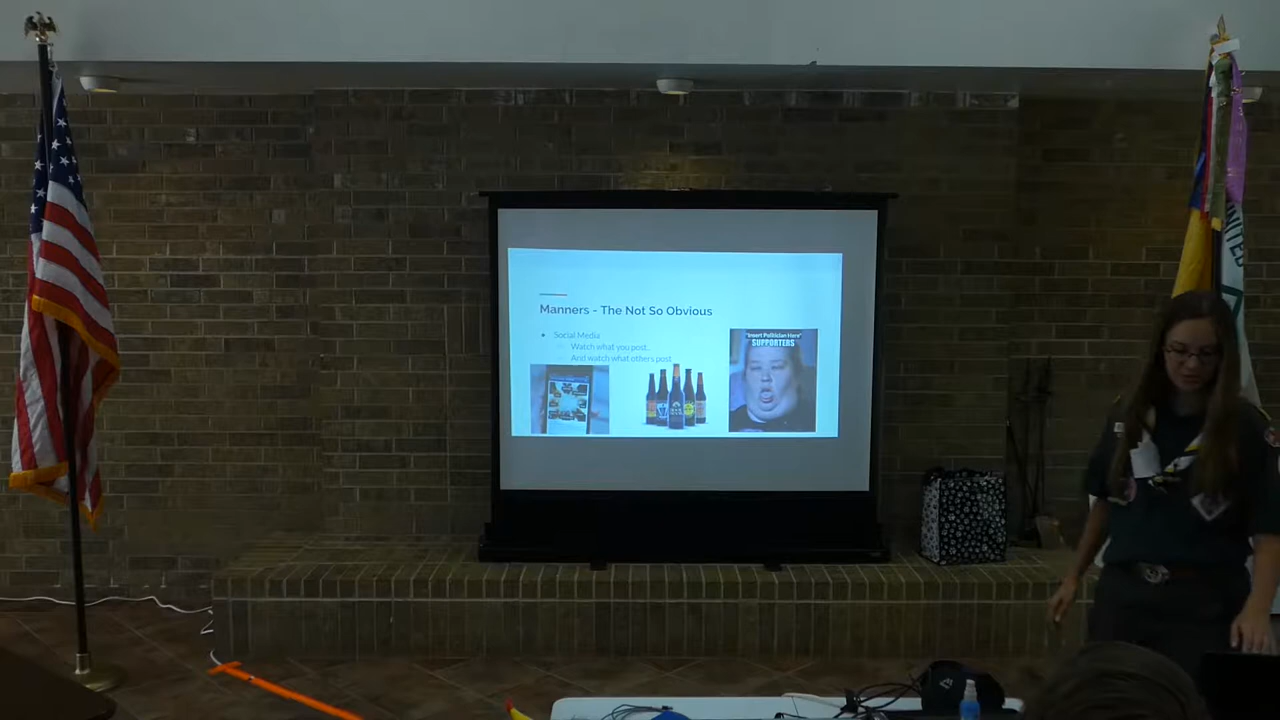 Manners - The Not So Obvious
Social Media
Watch what you post..
And watch what others post
"Insert Politician Here"
SUPPORTERS
UNITED